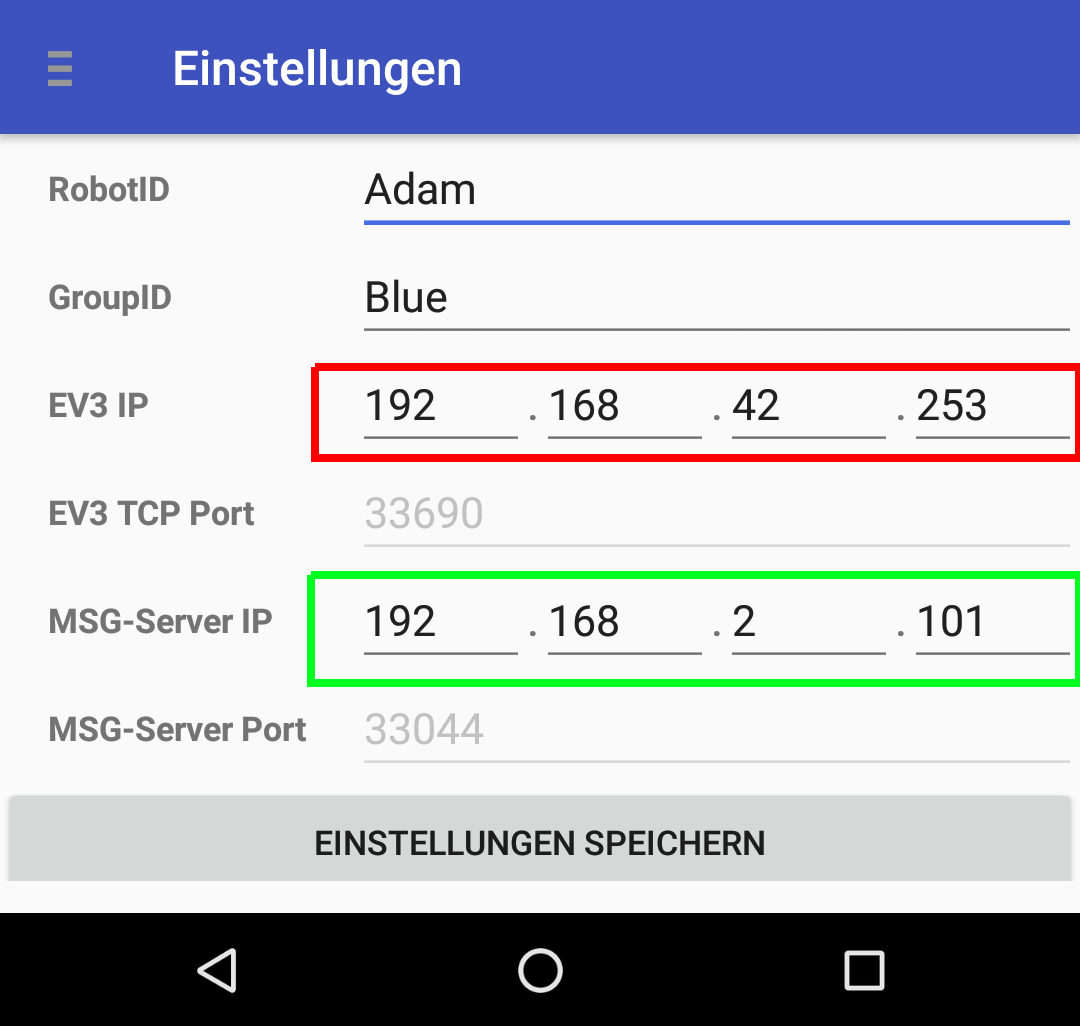 Einstellungen
RobotID Adam
GroupID Blue
EV3 IP 192 . 168 . 42 . 253
EV3 TCP Port 33690
MSG-Server IP 192 . 168 . 2 . 101
MSG-Server Port 33044
EINSTELLUNGEN SPEICHERN